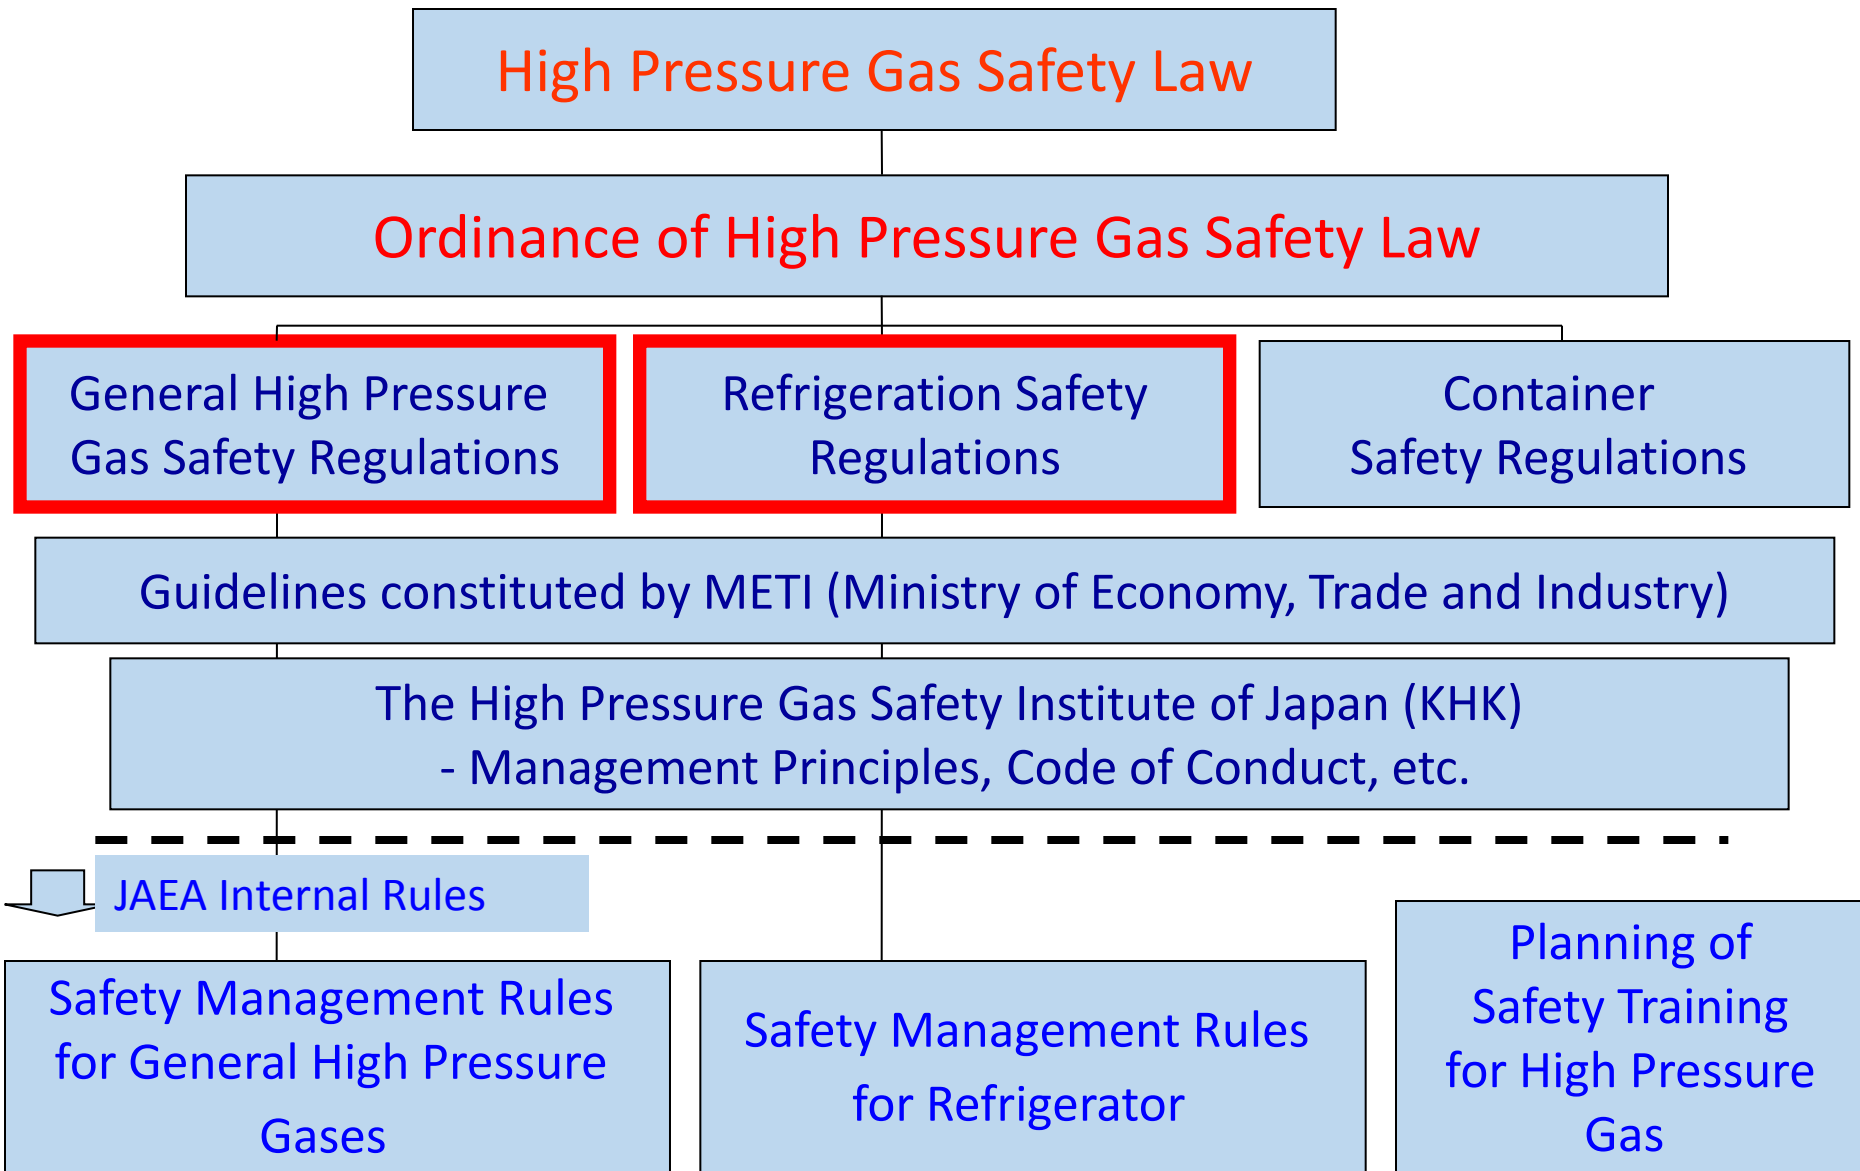 High Pressure Gas Safety Law
Ordinance of High Pressure Gas Safety Law
General High Pressure
Gas Safety Regulations
Refrigeration Safety
Regulations
Container
Safety Regulations
Guidelines constituted by METI (Ministry of Economy, Trade and Industry)
The High Pressure Gas Safety Institute of Japan (KHK)
- Management Principles, Code of Conduct, etc.
JAEA Internal Rules
Safety Management Rules
for General High Pressure
Gases
Safety Management Rules
for Refrigerator
Planning of
Safety Training
for High Pressure
Gas